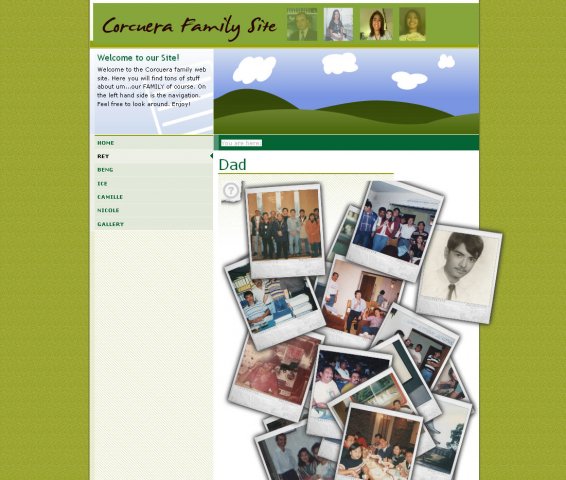 Corcuera Family Site
Welcome to our Site!
Welcome to the Corcuera family web
site. Here you will find tons of stuff
about um...our FAMILY of course. On
the left hand side is the navigation.
Feel free to look around. Enjoy!
You are here:
HOME
REY
BENG
ICE
CAMILLE
NICOLE
GALLERY
Dad
?